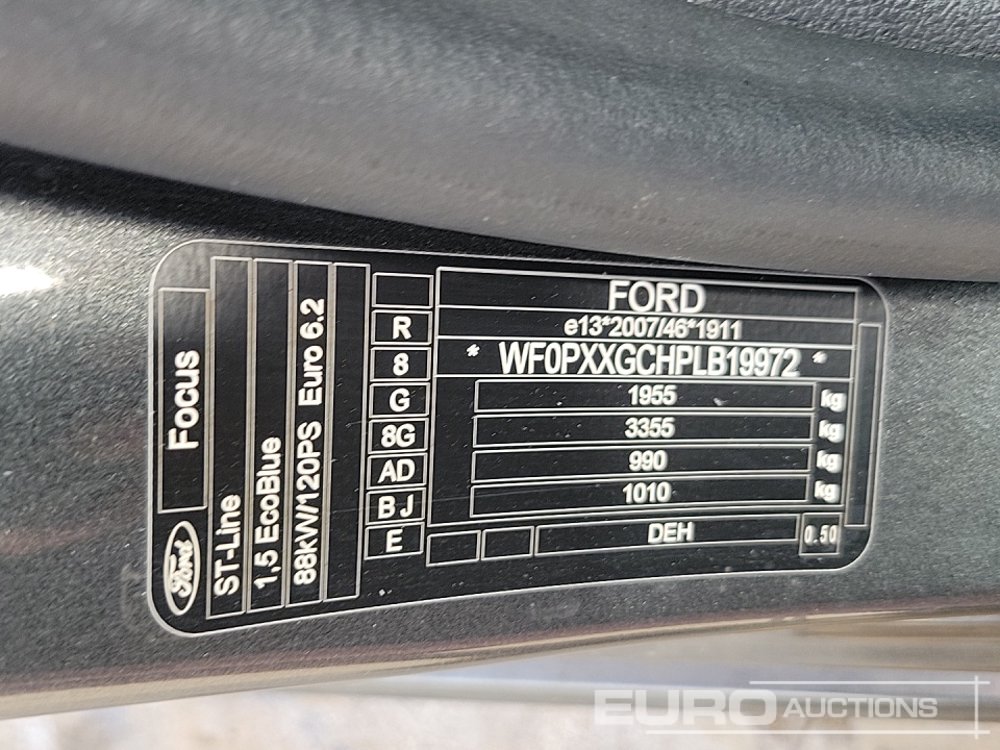 FORD
e13*2007/46*1911
* WF0PXXGCHPLB19972 *
1955 kg
3355 kg
990 kg
1010 kg
DEH 0.50
R
8
G
8G
AD
BJ
E
Ford Focus
ST-Line
1,5 EcoBlue
88kW/120PS Euro 6.2
EURO AUCTIONS